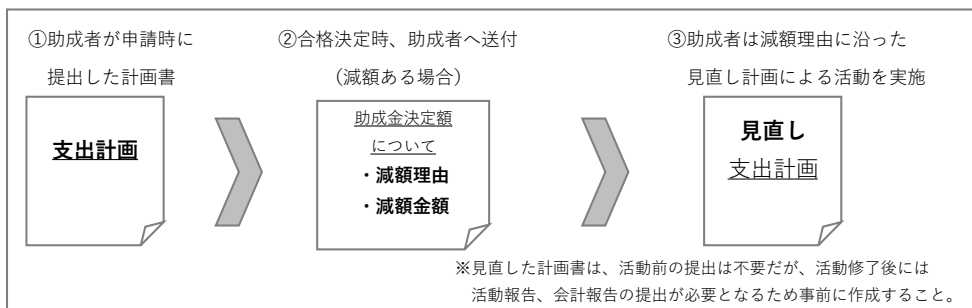 ①助成者が申請時に
提出した計画書
支出計画
②合格決定時、助成者へ送付
（減額ある場合）
助成金決定額
について
・減額理由
・減額金額
③助成者は減額理由に沿った
見直し計画による活動を実施
見直し
支出計画
※見直した計画書は、活動前の提出は不要だが、活動修了後には
活動報告、会計報告の提出が必要となるため事前に作成すること。